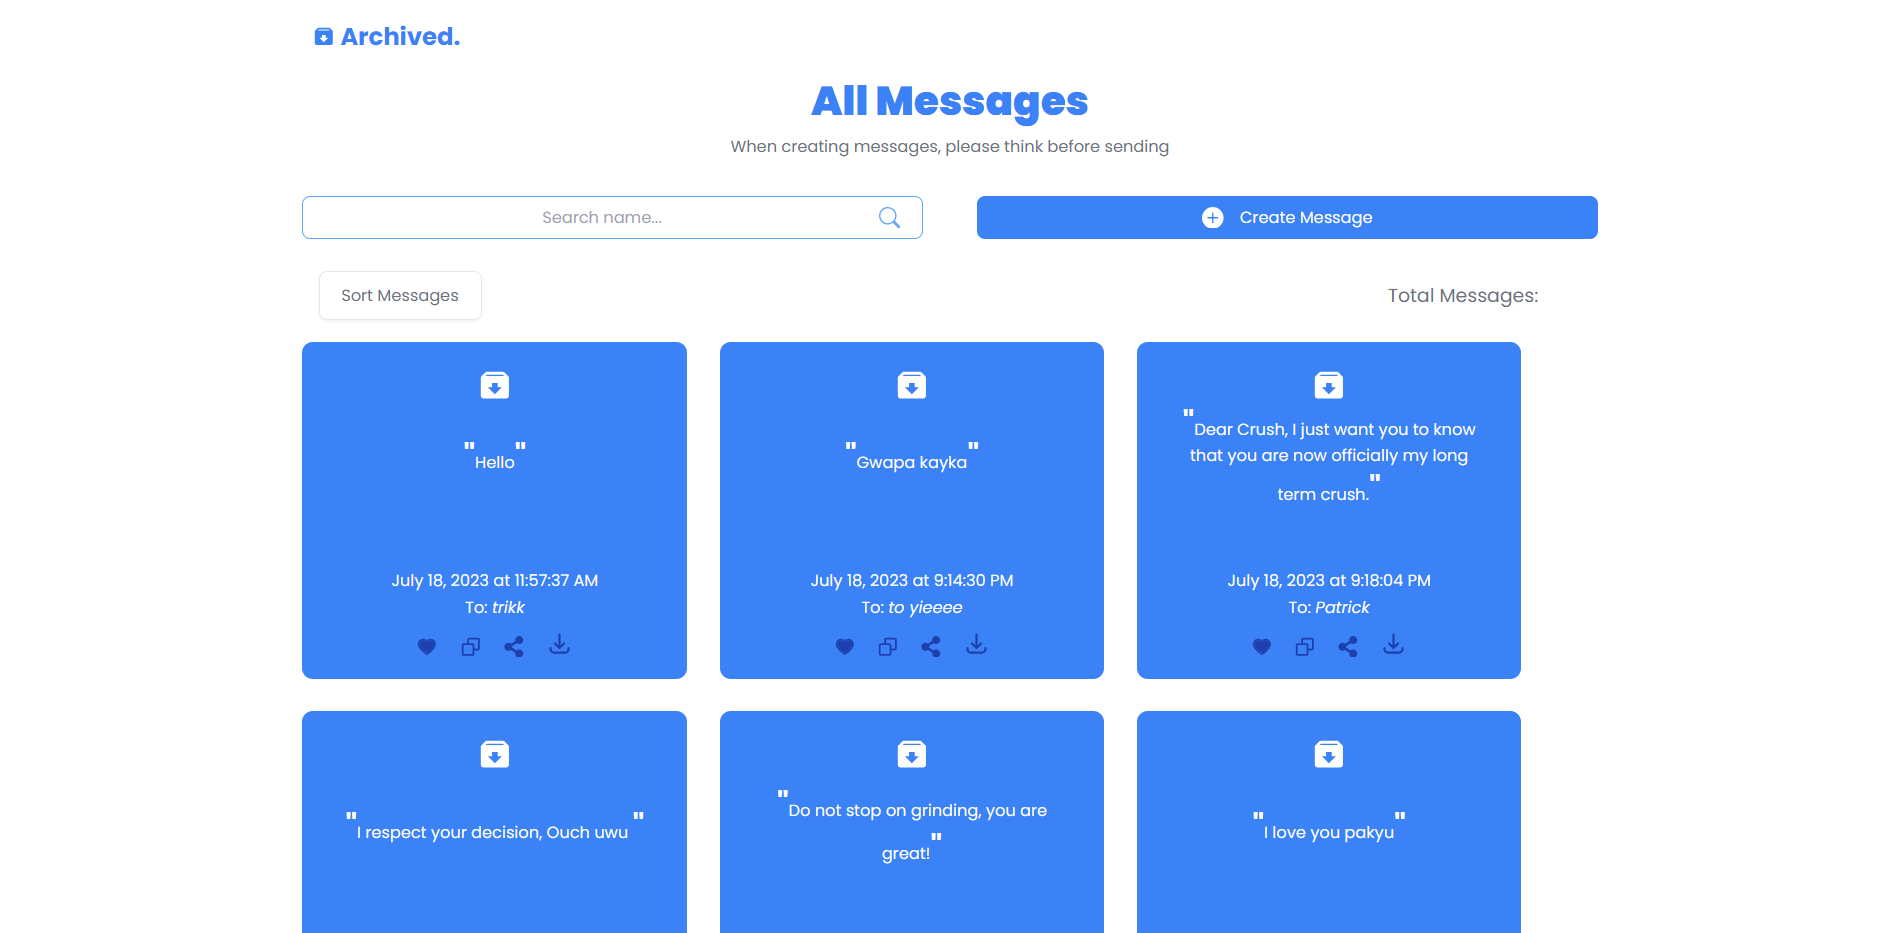 Archived.
All Messages
When creating messages, please think before sending
Search name...
Create Message
Sort Messages
Total Messages:
"Hello"
July 18, 2023 at 11:57:37 AM
To: trikk
"Gwapa kayka"
July 18, 2023 at 9:14:30 PM
To: to yieeee
"Dear Crush, I just want you to know
that you are now officially my long
term crush."
July 18, 2023 at 9:18:04 PM
To: Patrick
"I respect your decision, Ouch uwu "
"Do not stop on grinding, you are
great!"
"I love you pakyu"